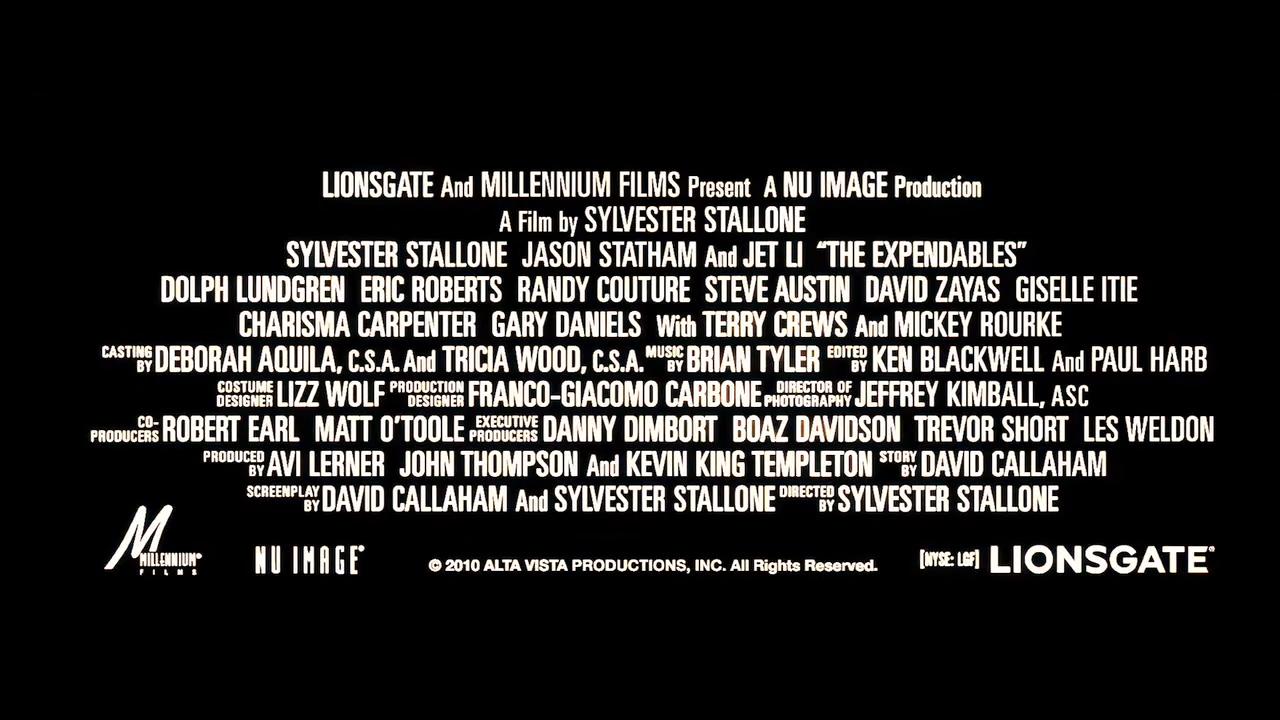 LIONSGATE And MILLENNIUM FILMS Present A NU IMAGE Production
A Film by SYLVESTER STALLONE
SYLVESTER STALLONE JASON STATHAM And JET LI “THE EXPENDABLES”
DOLPH LUNDGREN ERIC ROBERTS RANDY COUTURE STEVE AUSTIN DAVID ZAYAS GISELLE ITIE
CHARISMA CARPENTER GARY DANIELS With TERRY CREWS And MICKEY ROURKE
CASTING BY DEBORAH AQUILA, C.S.A. And TRICIA WOOD, C.S.A. MUSIC BY BRIAN TYLER EDITED BY KEN BLACKWELL And PAUL HARB
COSTUME DESIGNER LIZZ WOLF PRODUCTION DESIGNER FRANCO-GIACOMO CARBONE DIRECTOR OF PHOTOGRAPHY JEFFREY KIMBALL, ASC
CO-PRODUCERS ROBERT EARL MATT O'TOOLE EXECUTIVE PRODUCERS DANNY DIMBORT BOAZ DAVIDSON TREVOR SHORT LES WELDON
PRODUCED BY AVI LERNER JOHN THOMPSON And KEVIN KING TEMPLETON STORY BY DAVID CALLAHAM
SCREENPLAY BY DAVID CALLAHAM And SYLVESTER STALLONE DIRECTED BY SYLVESTER STALLONE
M MILLENNIUM FILMS NU IMAGE © 2010 ALTA VISTA PRODUCTIONS, INC. All Rights Reserved. [NYSE: LGF] LIONSGATE